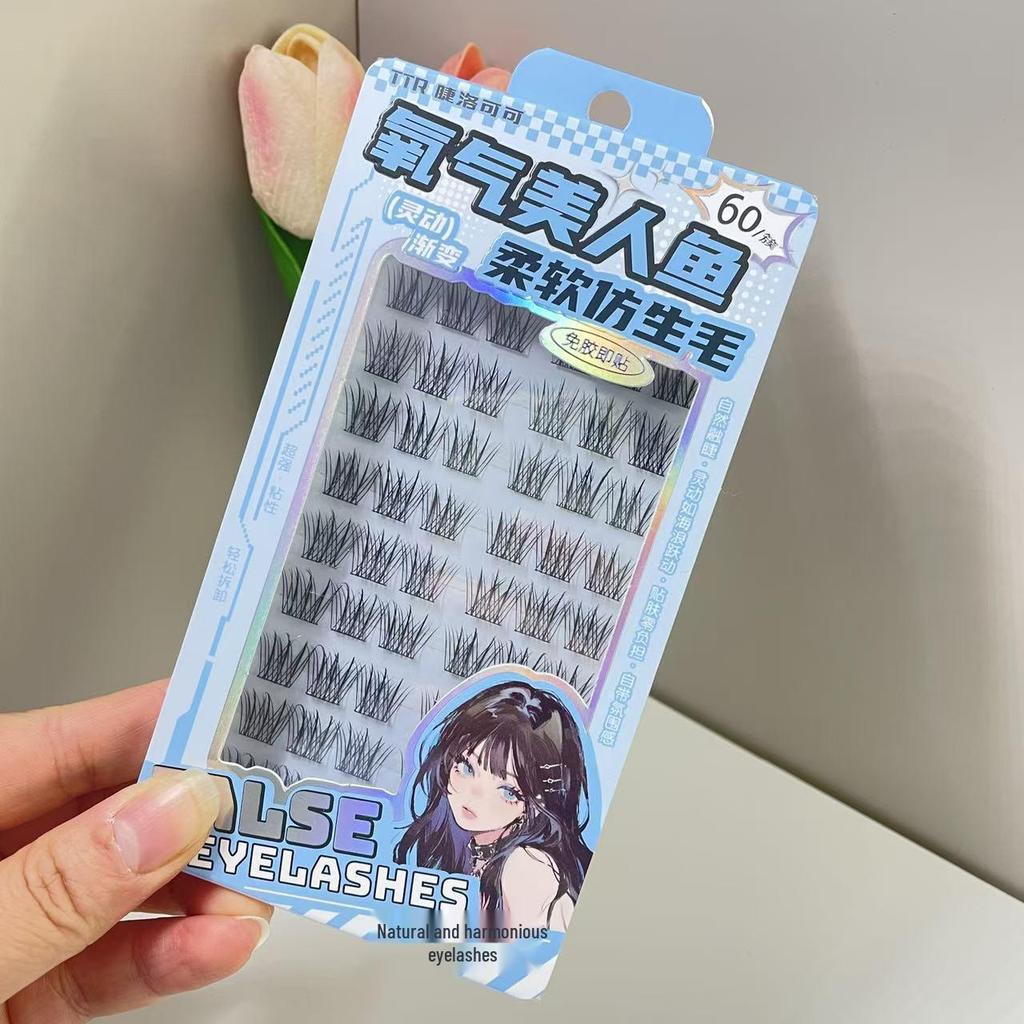 TTR 睫洛可可
氧气美人鱼
60/簇
(灵动)
渐变
柔软仿生毛
免胶即贴
自然融睫·灵动如海浪跃动·贴肤零负担·自带氛围感
超强·粘性
轻松拆卸
ALSE
EYELASHES
Natural and harmonious
eyelashes